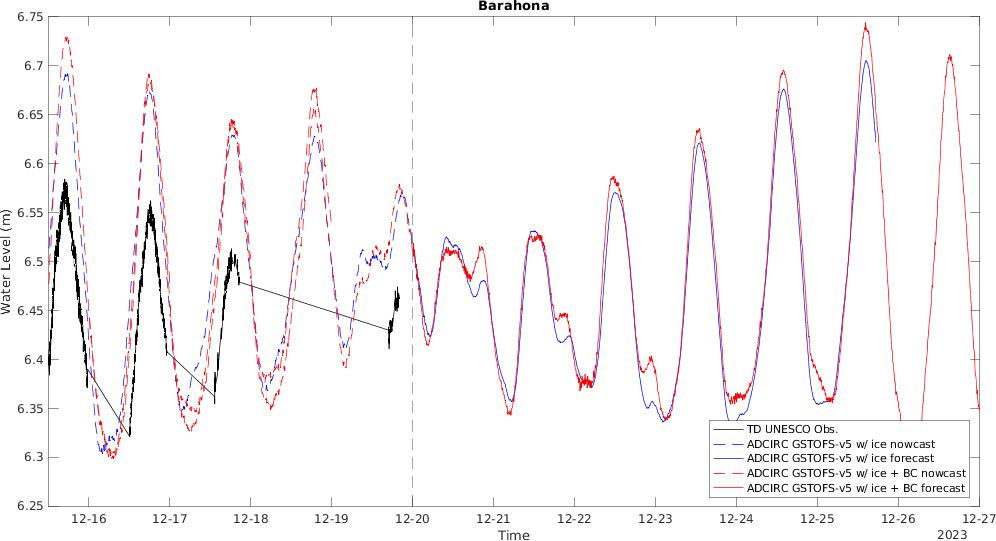 Barahona
6.75
6.7
6.65
6.6
6.55
6.5
6.45
6.4
6.35
6.3
6.25
Water Level (m)
12-16 12-17 12-18 12-19 12-20 12-21 12-22 12-23 12-24 12-25 12-26 12-27
Time
2023
TD UNESCO Obs.
ADCIRC GSTOFS-v5 w/ ice nowcast
ADCIRC GSTOFS-v5 w/ ice forecast
ADCIRC GSTOFS-v5 w/ ice + BC nowcast
ADCIRC GSTOFS-v5 w/ ice + BC forecast